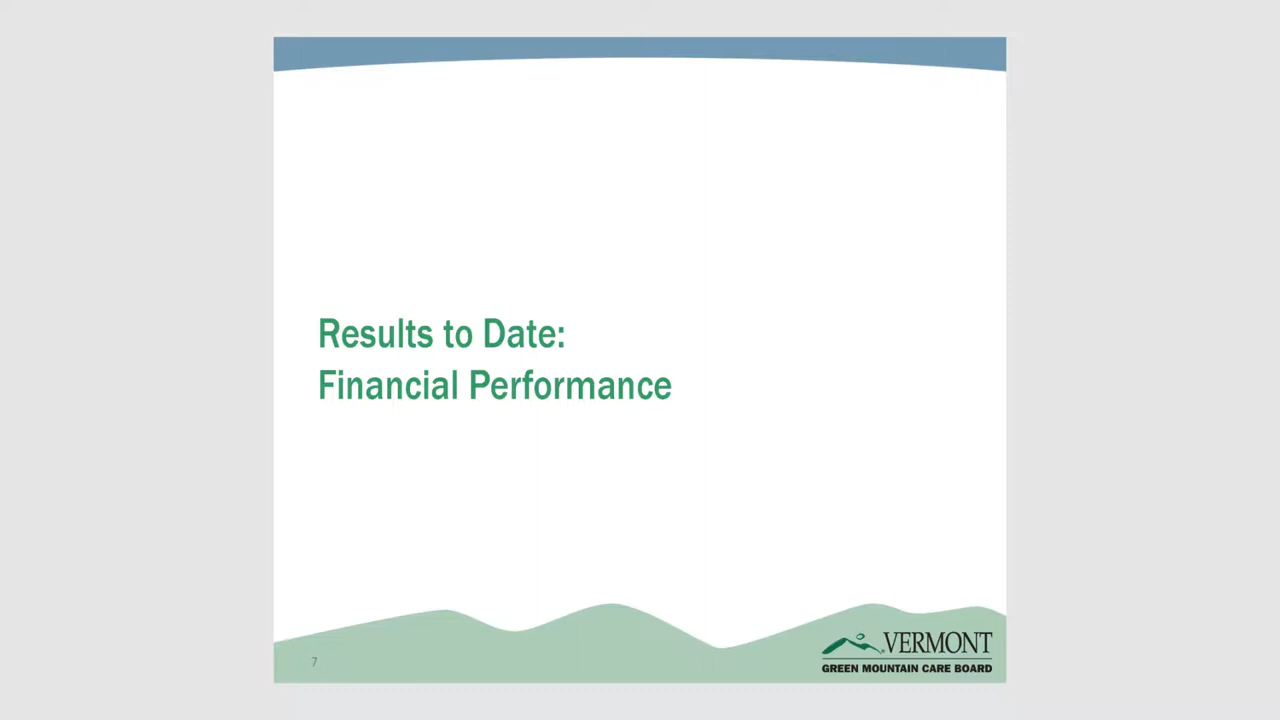 Results to Date:
Financial Performance
7
VERMONT
GREEN MOUNTAIN CARE BOARD